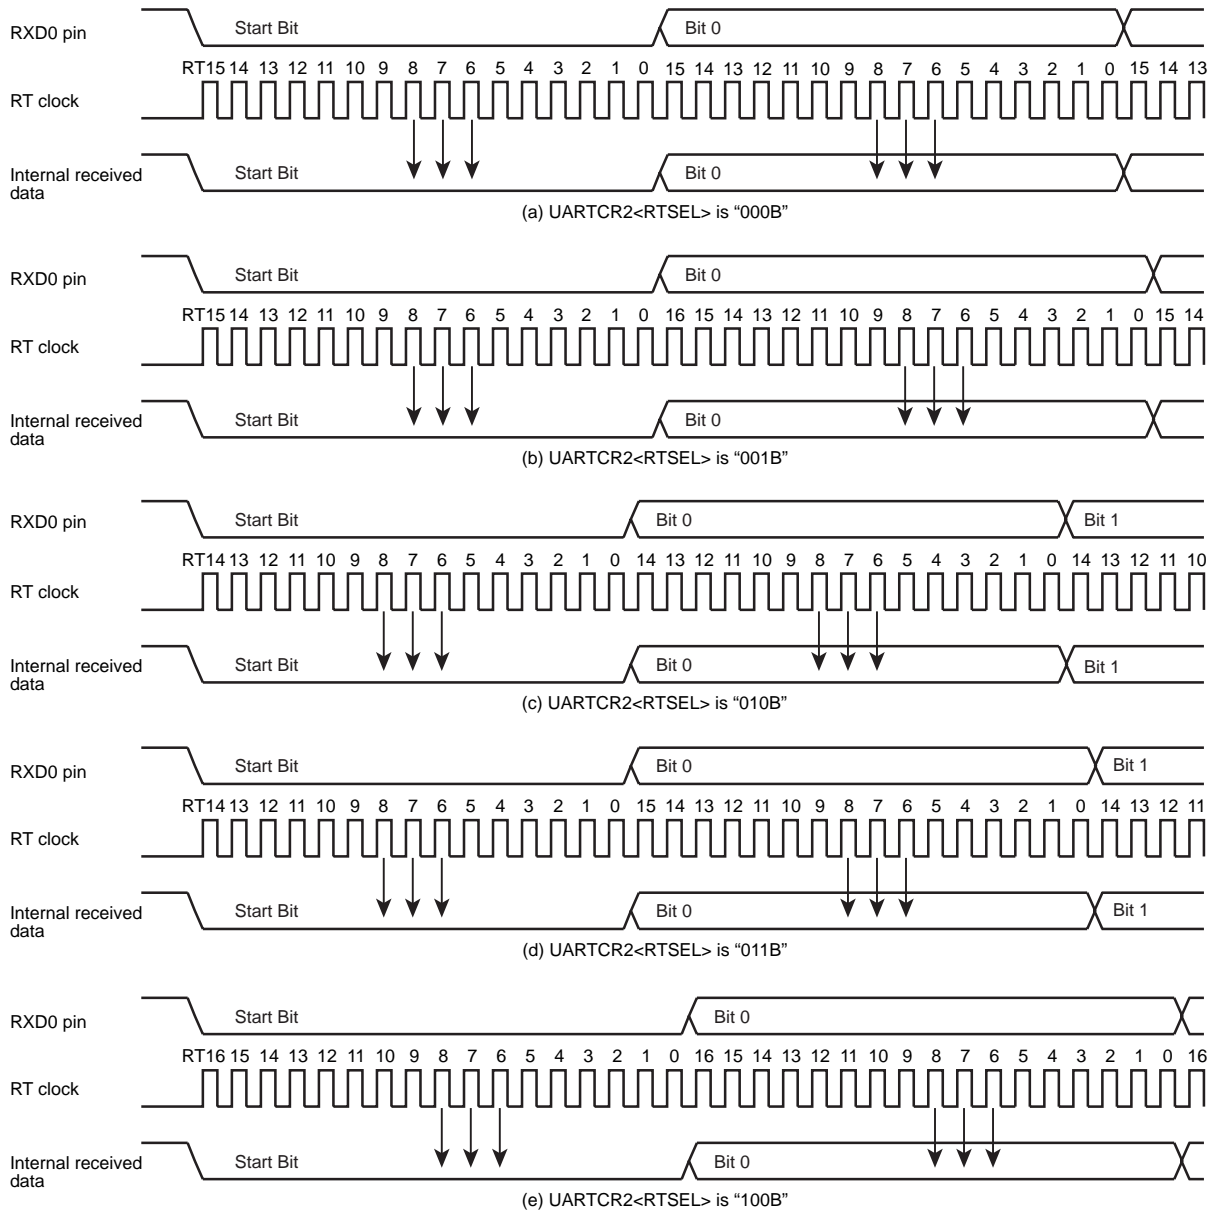 RXD0 pin Start Bit Bit 0
RT15 14 13 12 11 10 9 8 7 6 5 4 3 2 1 0 15 14 13 12 11 10 9 8 7 6 5 4 3 2 1 0 15 14 13
RT clock
Internal received data Start Bit Bit 0
(a) UARTCR2<RTSEL> is “000B”
RXD0 pin Start Bit Bit 0
RT15 14 13 12 11 10 9 8 7 6 5 4 3 2 1 0 16 15 14 13 12 11 10 9 8 7 6 5 4 3 2 1 0 15 14
RT clock
Internal received data Start Bit Bit 0
(b) UARTCR2<RTSEL> is “001B”
RXD0 pin Start Bit Bit 0 Bit 1
RT14 13 12 11 10 9 8 7 6 5 4 3 2 1 0 14 13 12 11 10 9 8 7 6 5 4 3 2 1 0 14 13 12 11 10
RT clock
Internal received data Start Bit Bit 0 Bit 1
(c) UARTCR2<RTSEL> is “010B”
RXD0 pin Start Bit Bit 0 Bit 1
RT14 13 12 11 10 9 8 7 6 5 4 3 2 1 0 15 14 13 12 11 10 9 8 7 6 5 4 3 2 1 0 14 13 12 11
RT clock
Internal received data Start Bit Bit 0 Bit 1
(d) UARTCR2<RTSEL> is “011B”
RXD0 pin Start Bit Bit 0
RT16 15 14 13 12 11 10 9 8 7 6 5 4 3 2 1 0 16 15 14 13 12 11 10 9 8 7 6 5 4 3 2 1 0 16
RT clock
Internal received data Start Bit Bit 0
(e) UARTCR2<RTSEL> is “100B”